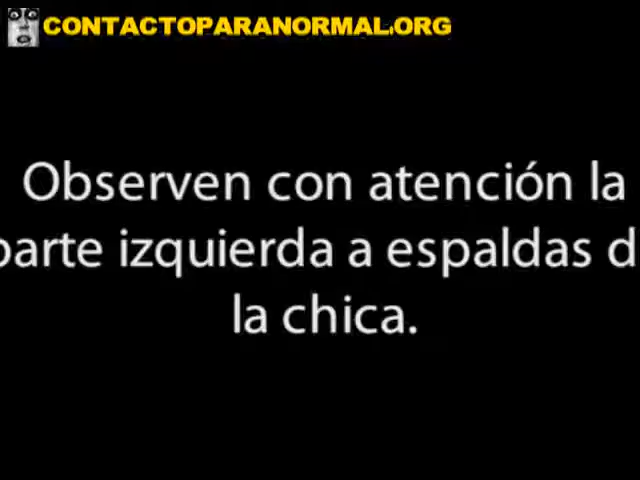 CONTACTOPARANORMAL.ORG
Observen con atención la
parte izquierda a espaldas d
la chica.